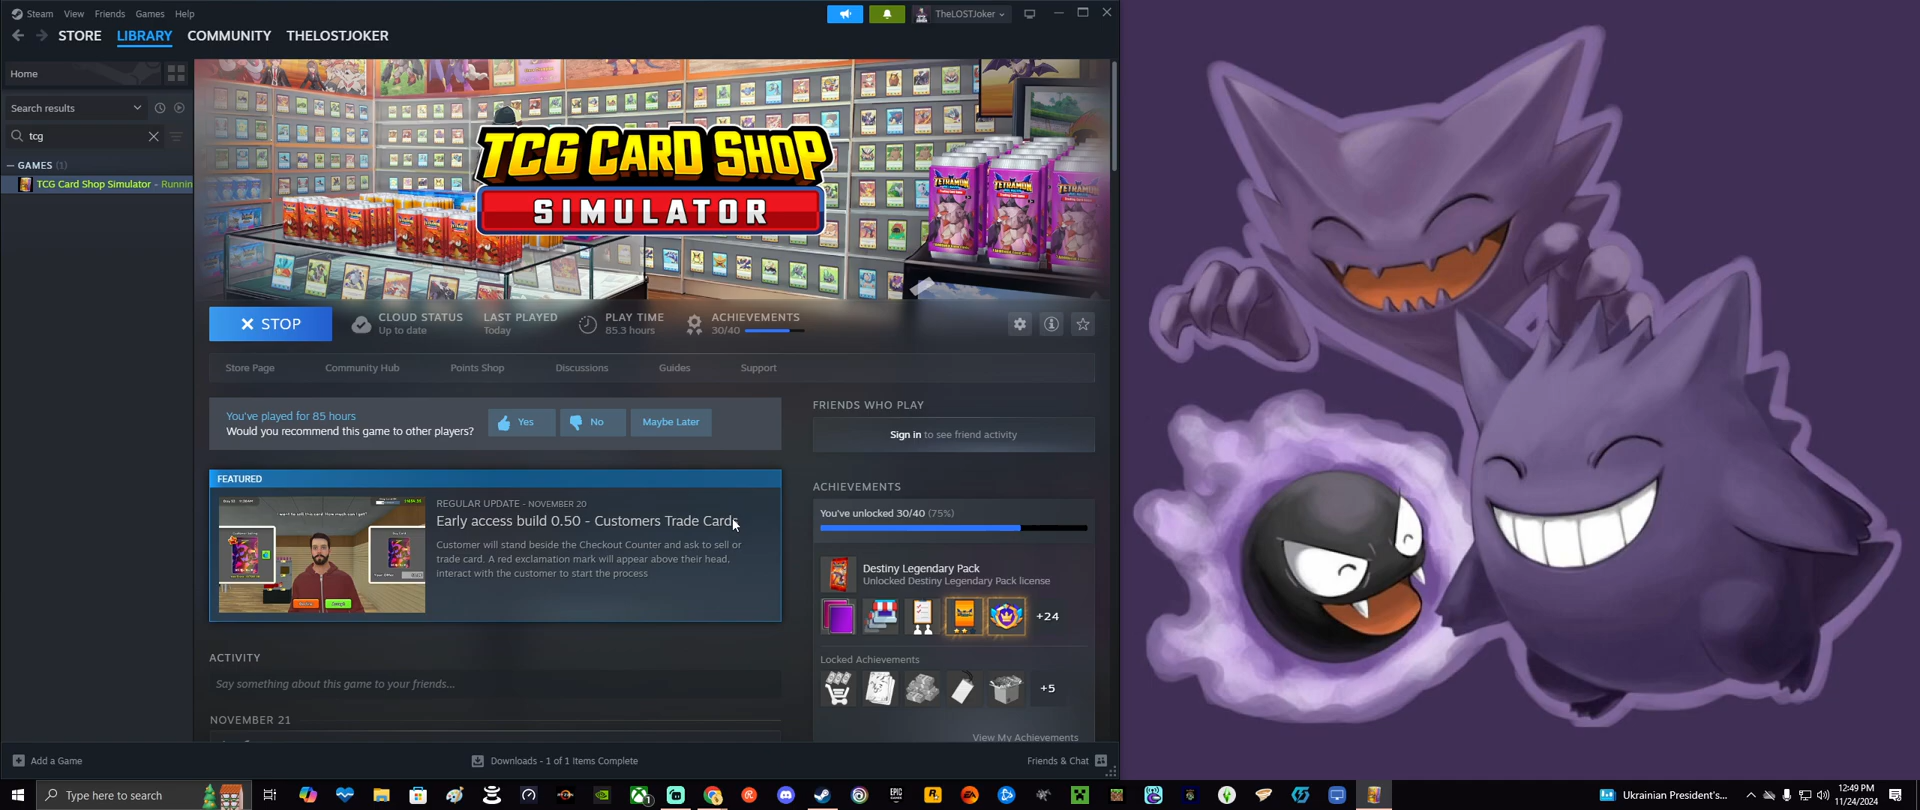 Steam View Friends Games Help
TheLOSTJoker
STORE LIBRARY COMMUNITY THELOSTJOKER
Home
Search results
tcg
GAMES (1)
TCG Card Shop Simulator - Runnin
TCG CARD SHOP
SIMULATOR
TETRAMON TETRAMON TETRAMON
STOP
CLOUD STATUS
Up to date
LAST PLAYED
Today
PLAY TIME
85.3 hours
ACHIEVEMENTS
30/40
Store Page Community Hub Points Shop Discussions Guides Support
You've played for 85 hours
Would you recommend this game to other players?
Yes No Maybe Later
FEATURED
REGULAR UPDATE - NOVEMBER 20
Early access build 0.50 - Customers Trade Cards
Customer will stand beside the Checkout Counter and ask to sell or
trade card. A red exclamation mark will appear above their head,
interact with the customer to start the process
ACTIVITY
Say something about this game to your friends...
NOVEMBER 21
FRIENDS WHO PLAY
Sign in to see friend activity
ACHIEVEMENTS
You've unlocked 30/40 (75%)
Destiny Legendary Pack
Unlocked Destiny Legendary Pack license
+24
Locked Achievements
+5
View My Achievements
Add a Game
Downloads - 1 of 1 Items Complete
Friends & Chat
Type here to search
EPIC
Ukrainian President's...
12:49 PM
11/24/2024